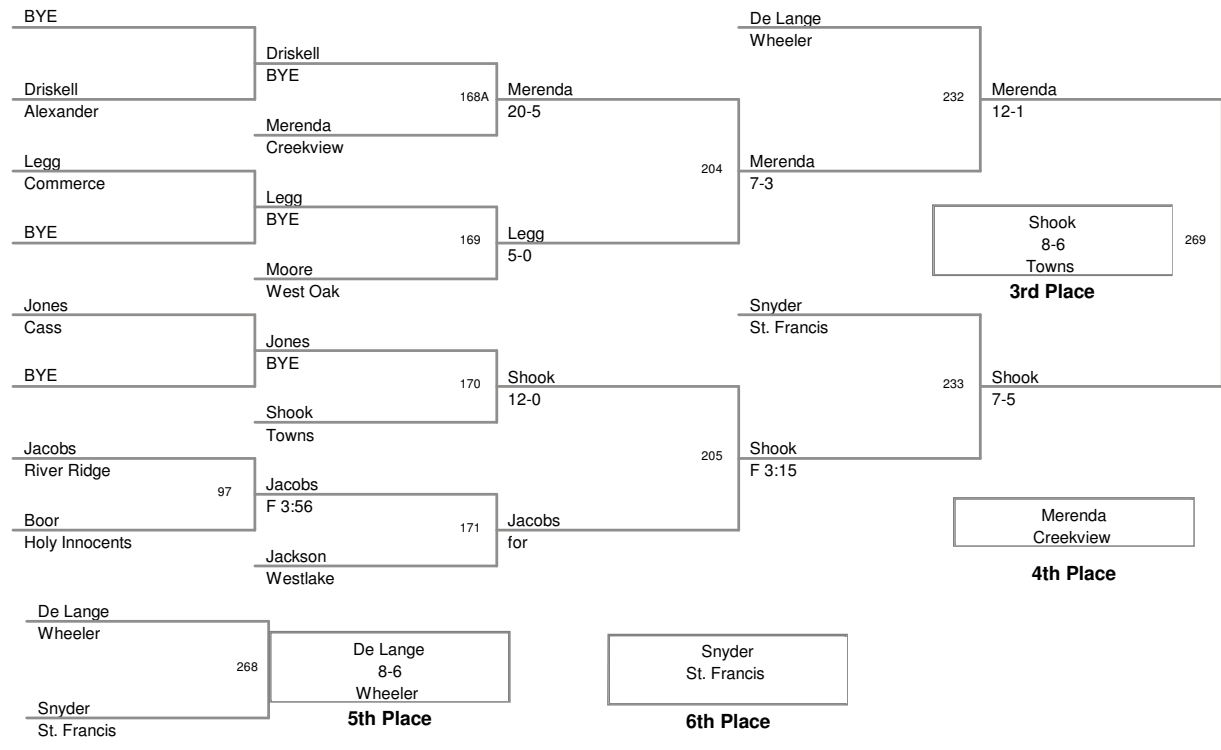 BYE
Driskell
Alexander
Legg
Commerce
BYE
Jones
Cass
BYE
Jacobs
River Ridge
97
Boor
Holy Innocents
Driskell
BYE
168A
Merenda
Creekview
Legg
BYE
169
Moore
West Oak
Jones
BYE
170
Shook
Towns
Jacobs
F 3:56
171
Jackson
Westlake
Merenda
20-5
204
Legg
5-0
Shook
12-0
205
Jacobs
for
De Lange
Wheeler
232
Merenda
7-3
Snyder
St. Francis
233
Shook
F 3:15
Merenda
12-1
269
Shook
7-5
Shook
8-6
Towns
3rd Place
Merenda
Creekview
4th Place
De Lange
Wheeler
268
Snyder
St. Francis
De Lange
8-6
Wheeler
5th Place
Snyder
St. Francis
6th Place